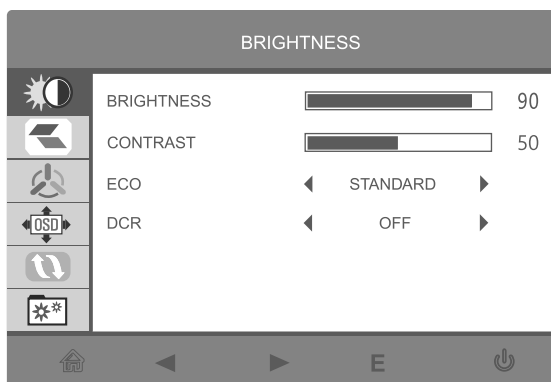 BRIGHTNESS
BRIGHTNESS 90
CONTRAST 50
ECO STANDARD
OSD
DCR OFF
E